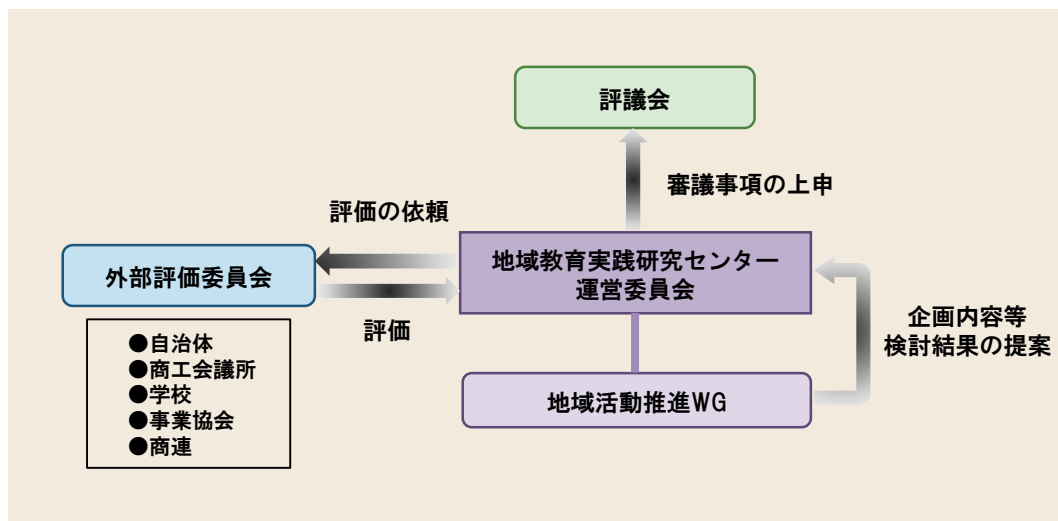 評議会
審議事項の上申
評価の依頼
地域教育実践研究センター
運営委員会
外部評価委員会
評価
企画内容等
検討結果の提案
●自治体
●商工会議所
●学校
●事業協会
●商連
地域活動推進WG